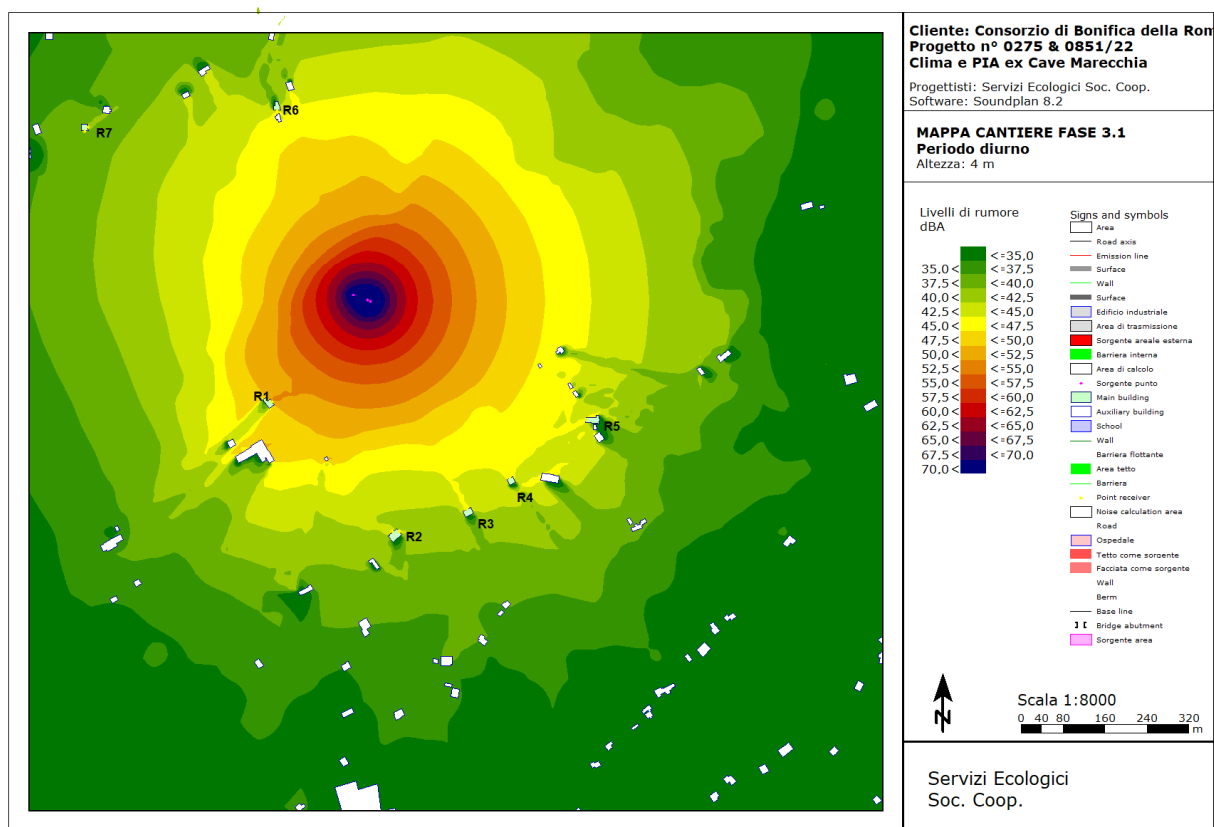 Cliente: Consorzio di Bonifica della Rom
Progetto n° 0275 & 0851/22
Clima e PIA ex Cave Marecchia
Progettisti: Servizi Ecologici Soc. Coop.
Software: Soundplan 8.2
MAPPA CANTIERE FASE 3.1
Periodo diurno
Altezza: 4 m
Livelli di rumore
dBA
<=35,0
35,0< <=37,5
37,5< <=40,0
40,0< <=42,5
42,5< <=45,0
45,0< <=47,5
47,5< <=50,0
50,0< <=52,5
52,5< <=55,0
55,0< <=57,5
57,5< <=60,0
60,0< <=62,5
62,5< <=65,0
65,0< <=67,5
67,5< <=70,0
70,0<
Signs and symbols
Area
Road axis
Emission line
Surface
Wall
Surface
Edificio industriale
Area di trasmissione
Sorgente areale esterna
Barriera interna
Area di calcolo
Sorgente punto
Main building
Auxiliary building
School
Wall
Barriera flottante
Area tetto
Barriera
Point receiver
Noise calculation area
Road
Ospedale
Tetto come sorgente
Facciata come sorgente
Wall
Berm
Base line
Bridge abutment
Sorgente area
N
Scala 1:8000
0 40 80 160 240 320
m
Servizi Ecologici
Soc. Coop.
R6
R7
R1
R5
R4
R3
R2